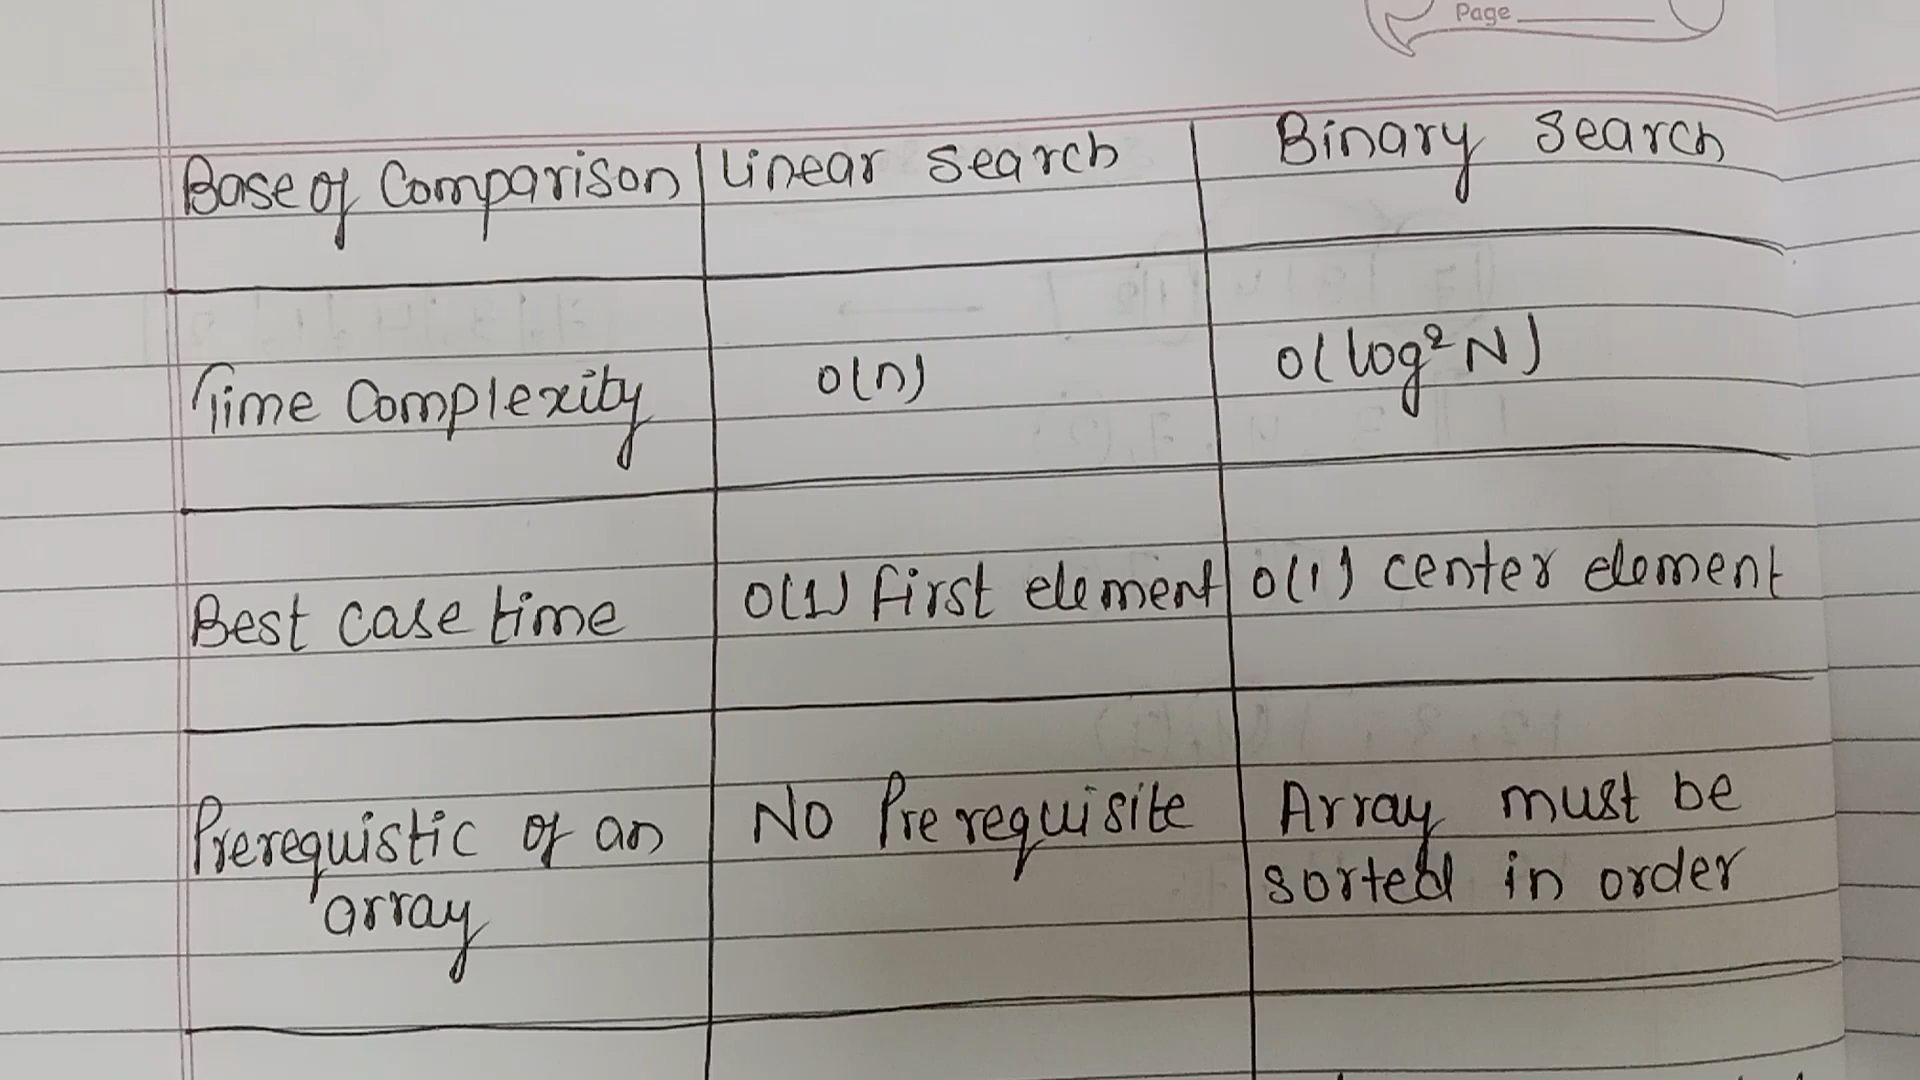 Page
Base of Comparison Linear search Binary search
Time Complexity O(n) O(log² N)
Best case time O(1) first element O(1) center element
Prerequistic of an No Prerequisite Array must be
array sorted in order